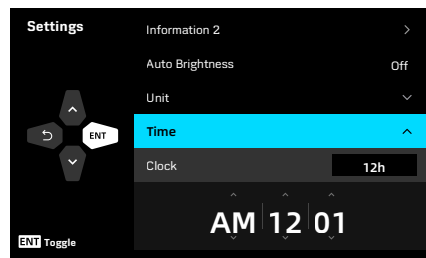 Settings
Information 2
Auto Brightness Off
Unit
ENT
Time
Clock 12h
AM 12 01
ENT Toggle